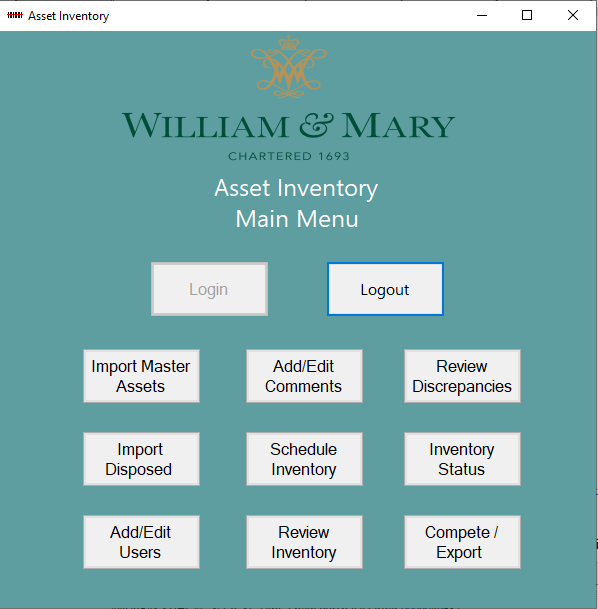 Asset Inventory
WILLIAM & MARY
CHARTERED 1693
Asset Inventory
Main Menu
Login
Logout
Import Master
Assets
Add/Edit
Comments
Review
Discrepancies
Import
Disposed
Schedule
Inventory
Inventory
Status
Add/Edit
Users
Review
Inventory
Compete /
Export